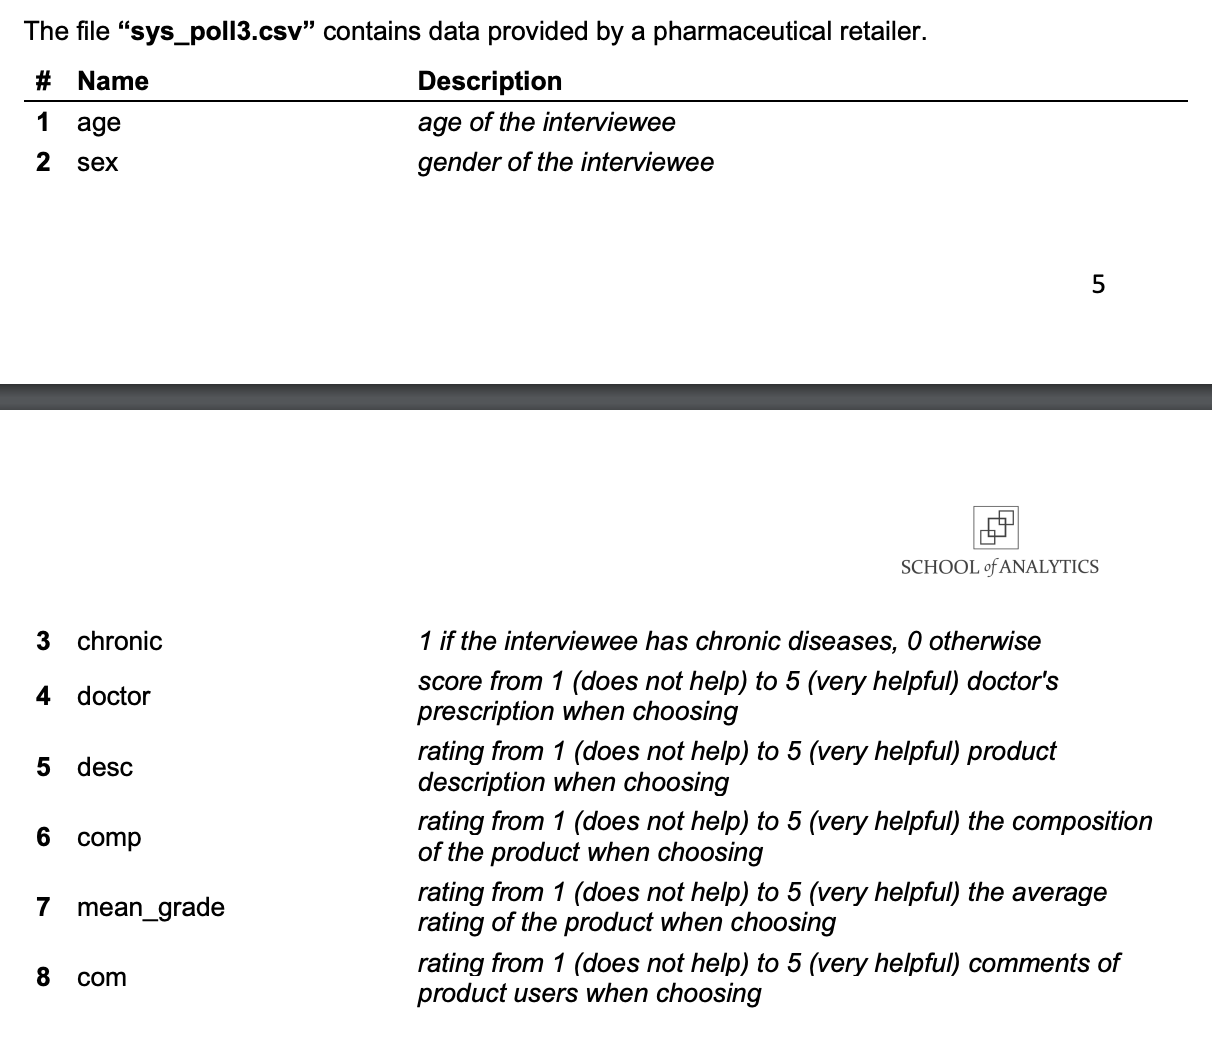 The file “sys_poll3.csv” contains data provided by a pharmaceutical retailer.
# Name Description
1 age age of the interviewee
2 sex gender of the interviewee
5
SCHOOL of ANALYTICS
3 chronic 1 if the interviewee has chronic diseases, 0 otherwise
4 doctor score from 1 (does not help) to 5 (very helpful) doctor's
prescription when choosing
5 desc rating from 1 (does not help) to 5 (very helpful) product
description when choosing
6 comp rating from 1 (does not help) to 5 (very helpful) the composition
of the product when choosing
7 mean_grade rating from 1 (does not help) to 5 (very helpful) the average
rating of the product when choosing
8 com rating from 1 (does not help) to 5 (very helpful) comments of
product users when choosing